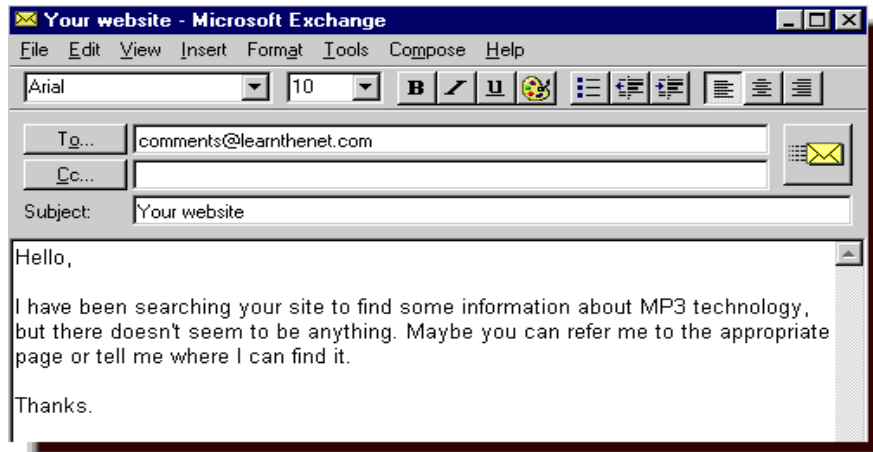 Your website - Microsoft Exchange
File Edit View Insert Format Tools Compose Help
Arial 10 B I U
To... comments@learnthenet.com
Cc...
Subject: Your website
Hello,
I have been searching your site to find some information about MP3 technology,
but there doesn't seem to be anything. Maybe you can refer me to the appropriate
page or tell me where I can find it.
Thanks.